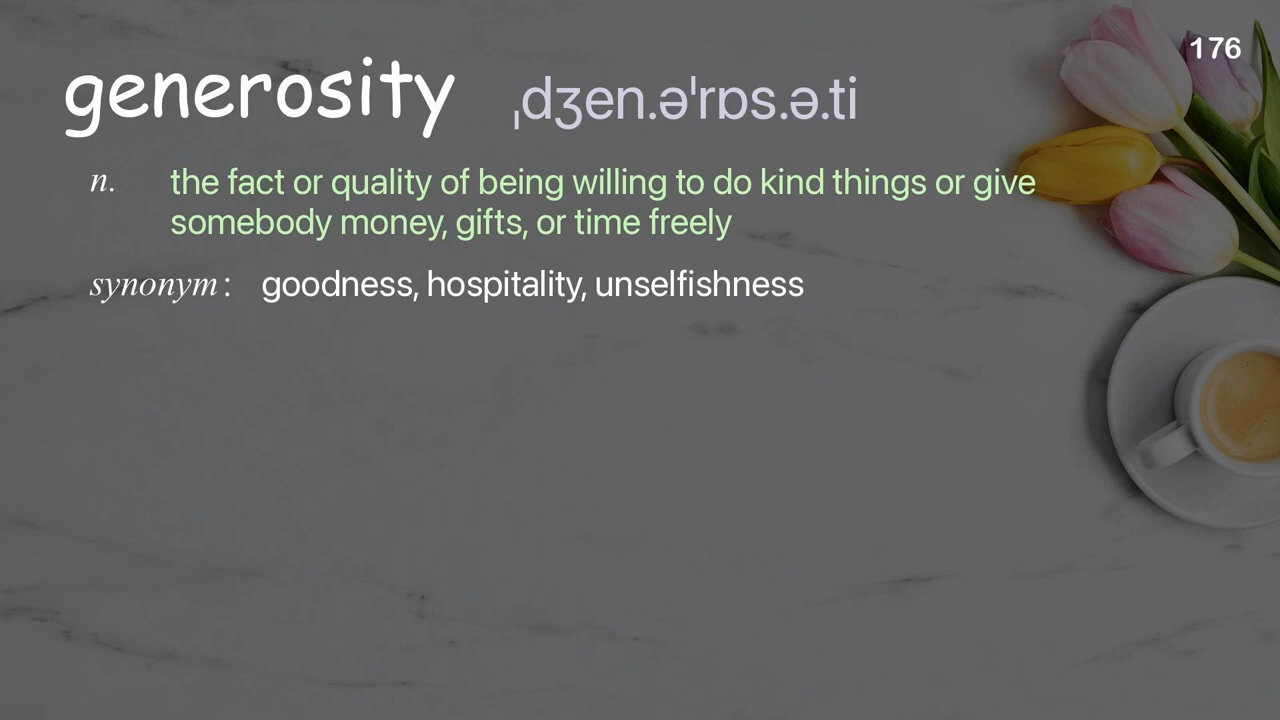 176
generosity ˌdʒen.əˈrɒs.ə.ti
n. the fact or quality of being willing to do kind things or give
somebody money, gifts, or time freely
synonym : goodness, hospitality, unselfishness